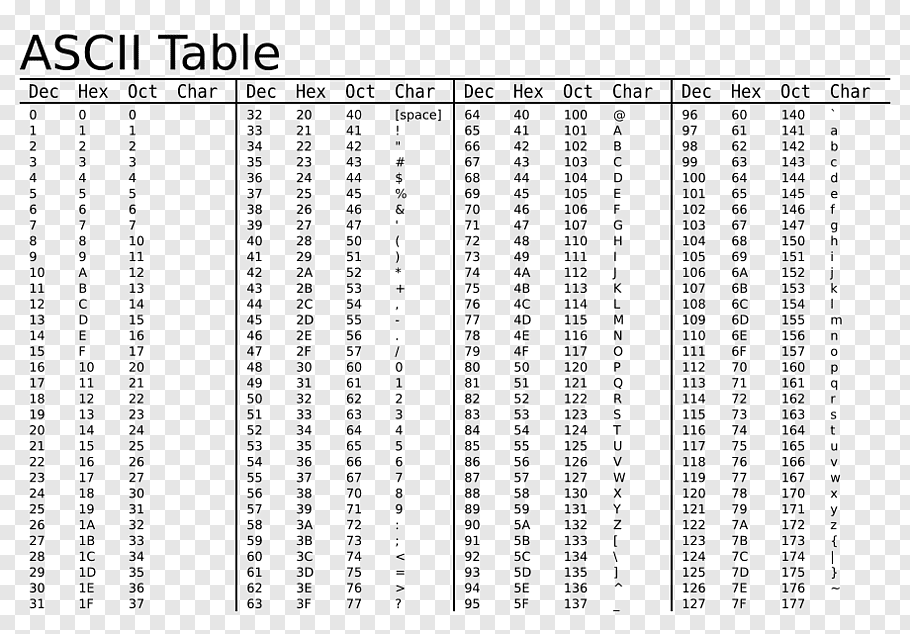 ASCII Table
Dec Hex Oct Char Dec Hex Oct Char Dec Hex Oct Char Dec Hex Oct Char
0 0 0 32 20 40 [space] 64 40 100 @ 96 60 140 `
1 1 1 33 21 41 ! 65 41 101 A 97 61 141 a
2 2 2 34 22 42 " 66 42 102 B 98 62 142 b
3 3 3 35 23 43 # 67 43 103 C 99 63 143 c
4 4 4 36 24 44 $ 68 44 104 D 100 64 144 d
5 5 5 37 25 45 % 69 45 105 E 101 65 145 e
6 6 6 38 26 46 & 70 46 106 F 102 66 146 f
7 7 7 39 27 47 ' 71 47 107 G 103 67 147 g
8 8 10 40 28 50 ( 72 48 110 H 104 68 150 h
9 9 11 41 29 51 ) 73 49 111 I 105 69 151 i
10 A 12 42 2A 52 * 74 4A 112 J 106 6A 152 j
11 B 13 43 2B 53 + 75 4B 113 K 107 6B 153 k
12 C 14 44 2C 54 , 76 4C 114 L 108 6C 154 l
13 D 15 45 2D 55 - 77 4D 115 M 109 6D 155 m
14 E 16 46 2E 56 . 78 4E 116 N 110 6E 156 n
15 F 17 47 2F 57 / 79 4F 117 O 111 6F 157 o
16 10 20 48 30 60 0 80 50 120 P 112 70 160 p
17 11 21 49 31 61 1 81 51 121 Q 113 71 161 q
18 12 22 50 32 62 2 82 52 122 R 114 72 162 r
19 13 23 51 33 63 3 83 53 123 S 115 73 163 s
20 14 24 52 34 64 4 84 54 124 T 116 74 164 t
21 15 25 53 35 65 5 85 55 125 U 117 75 165 u
22 16 26 54 36 66 6 86 56 126 V 118 76 166 v
23 17 27 55 37 67 7 87 57 127 W 119 77 167 w
24 18 30 56 38 70 8 88 58 130 X 120 78 170 x
25 19 31 57 39 71 9 89 59 131 Y 121 79 171 y
26 1A 32 58 3A 72 : 90 5A 132 Z 122 7A 172 z
27 1B 33 59 3B 73 ; 91 5B 133 [ 123 7B 173 {
28 1C 34 60 3C 74 < 92 5C 134 \ 124 7C 174 |
29 1D 35 61 3D 75 = 93 5D 135 ] 125 7D 175 }
30 1E 36 62 3E 76 > 94 5E 136 ^ 126 7E 176 ~
31 1F 37 63 3F 77 ? 95 5F 137 _ 127 7F 177